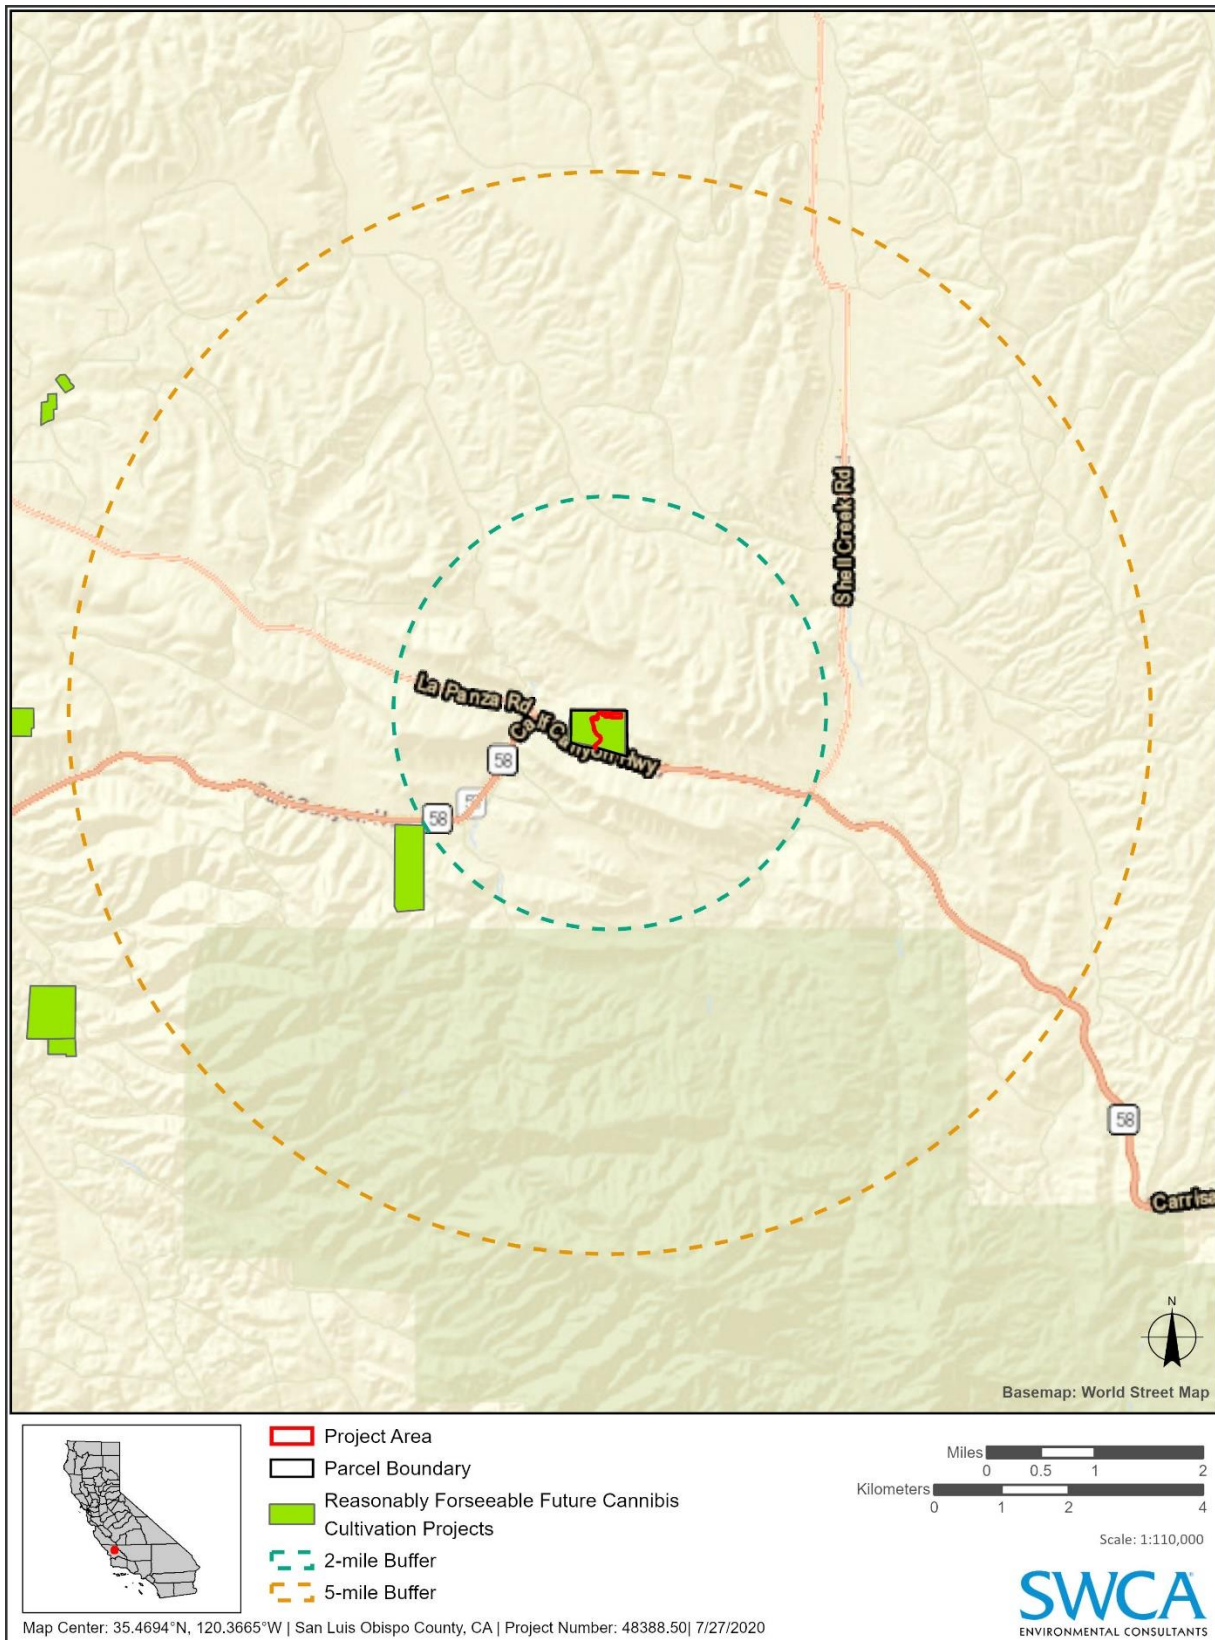 Shell Creek Rd
La Panza Rd
Canyon Hwy
58
58
58
Carrisa
N
Basemap: World Street Map
Project Area
Parcel Boundary
Reasonably Forseeable Future Cannibis
Cultivation Projects
2-mile Buffer
5-mile Buffer
Miles
0 0.5 1 2
Kilometers
0 1 2 4
Scale: 1:110,000
SWCA
ENVIRONMENTAL CONSULTANTS
Map Center: 35.4694°N, 120.3665°W | San Luis Obispo County, CA | Project Number: 48388.50| 7/27/2020